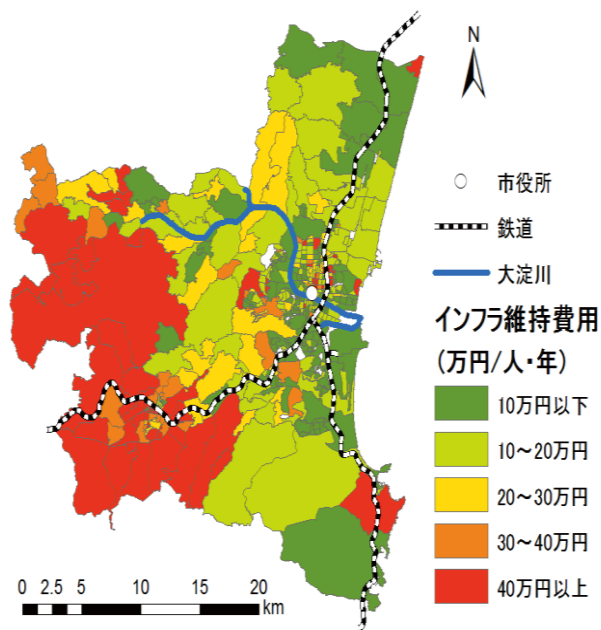 N
市役所
鉄道
大淀川
インフラ維持費用
(万円/人・年)
10万円以下
10～20万円
20～30万円
30～40万円
40万円以上
0 2.5 5 10 15 20
km